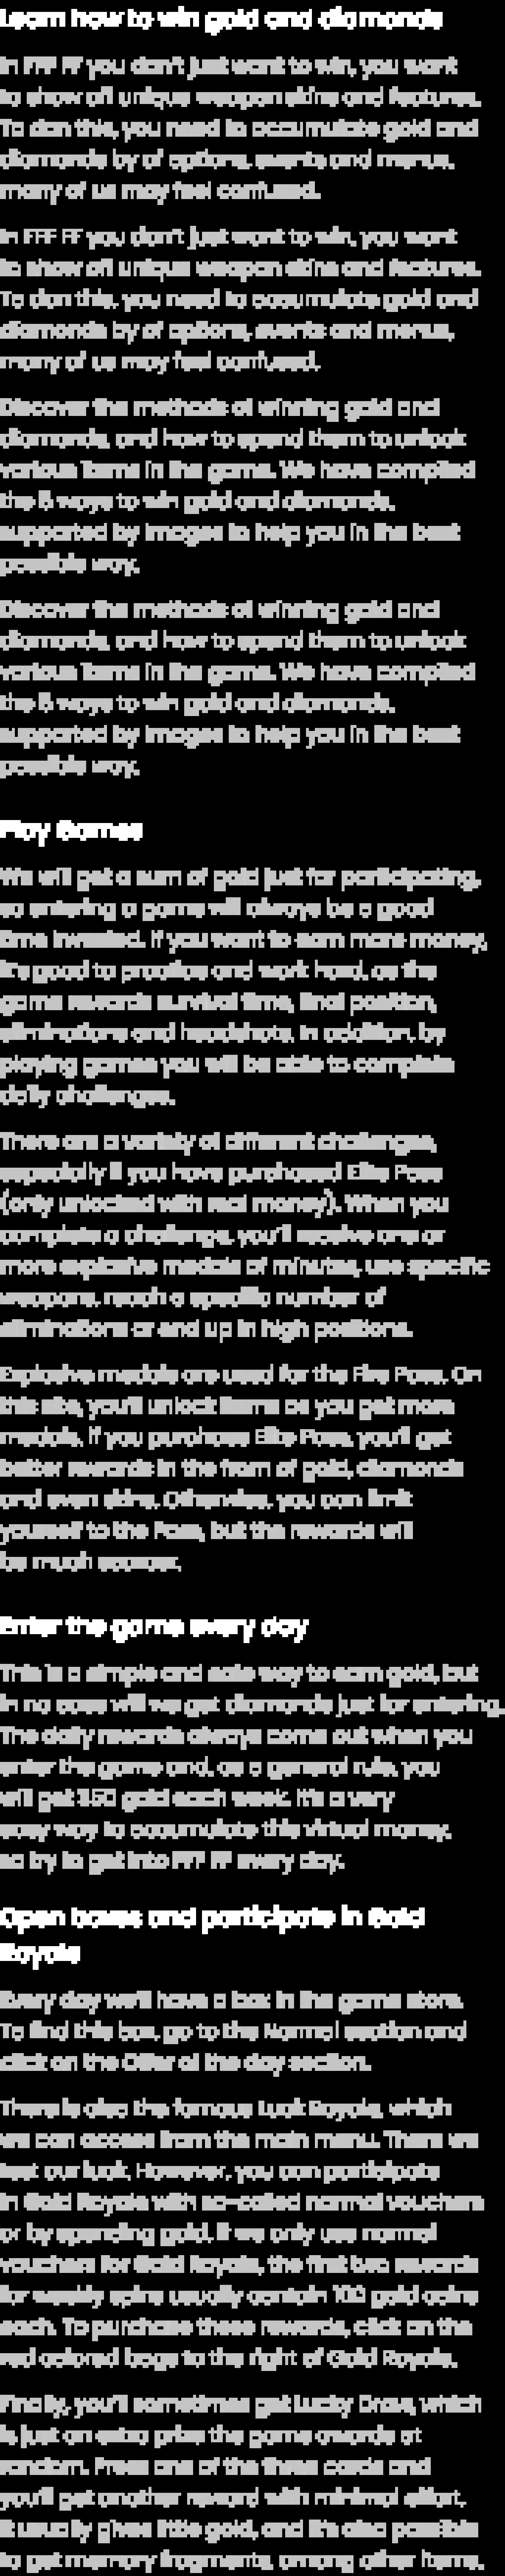 Learn how to win gold and diamonds
In FFF FF you don't just want to win, you want
to show off unique weapon skins and features.
To don this, you need to accumulate gold and
diamonds by of options, events and menus,
many of us may feel confused.
In FFF FF you don't just want to win, you want
to show off unique weapon skins and features.
To don this, you need to accumulate gold and
diamonds by of options, events and menus,
many of us may feel confused.
Discover the methods of winning gold and
diamonds, and how to spend them to unlock
various items in the game. We have compiled
the 5 ways to win gold and diamonds,
supported by images to help you in the best
possible way.
Discover the methods of winning gold and
diamonds, and how to spend them to unlock
various items in the game. We have compiled
the 5 ways to win gold and diamonds,
supported by images to help you in the best
possible way.
Play Games
We will get a sum of gold just for participating,
so entering a game will always be a good
time invested. If you want to earn more money,
it's good to practice and work hard, as the
game rewards survival time, final position,
eliminations and headshots. In addition, by
playing games you will be able to complete
daily challenges.
There are a variety of different challenges,
especially if you have purchased Elite Pass
(only unlocked with real money). When you
complete a challenge, you'll receive one or
more explosive medals of minutes, use specific
weapons, reach a specific number of
eliminations or end up in high positions.
Explosive medals are used for the Fire Pass. On
this site, you'll unlock items as you get more
medals. If you purchase Elite Pass, you'll get
better rewards in the form of gold, diamonds
and even skins. Otherwise, you can limit
yourself to the Pass, but the rewards will
be much scarcer.
Enter the game every day
This is a simple and safe way to earn gold, but
in no case will we get diamonds just for entering.
The daily rewards always come out when you
enter the game and, as a general rule, you
will get 350 gold each week. It's a very
easy way to accumulate this virtual money,
so try to get into FFF FF every day.
Open boxes and participate in Gold
Royale
Every day we'll have a box in the game store.
To find this box, go to the Normal section and
click on the Offer of the day section.
There is also the famous Luck Royale, which
we can access from the main menu. There we
test our luck. However, you can participate
in Gold Royale with so-called normal vouchers
or by spending gold. If we only use normal
vouchers for Gold Royale, the first two rewards
for weekly spins usually contain 100 gold coins
each. To purchase these rewards, click on the
red colored boxes to the right of Gold Royale.
Finally, you'll sometimes get Lucky Draw, which
is just an extra prize the game awards at
random. Press one of the three cards and
you'll get another reward with minimal effort.
It usually gives little gold, and it's also possible
to get memory fragments, among other items.